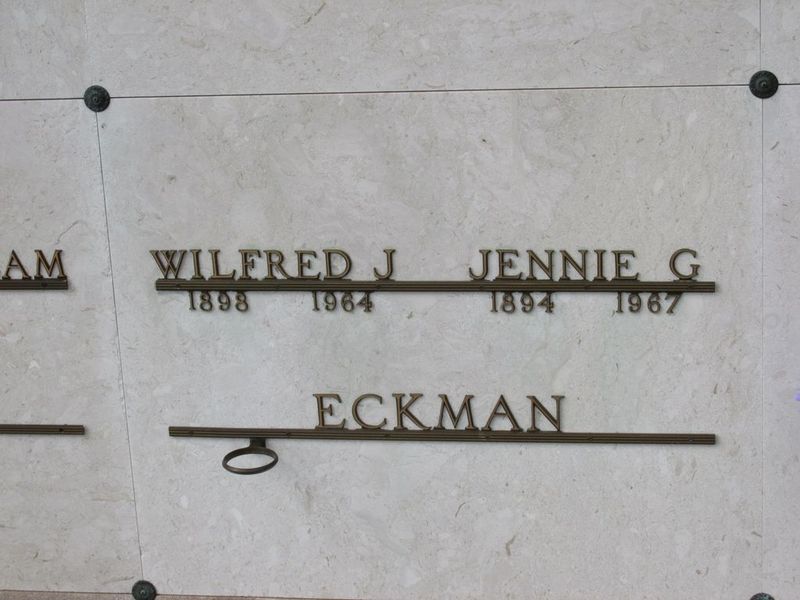 AM
WILFRED J JENNIE G
1898 1964 1894 1967
ECKMAN